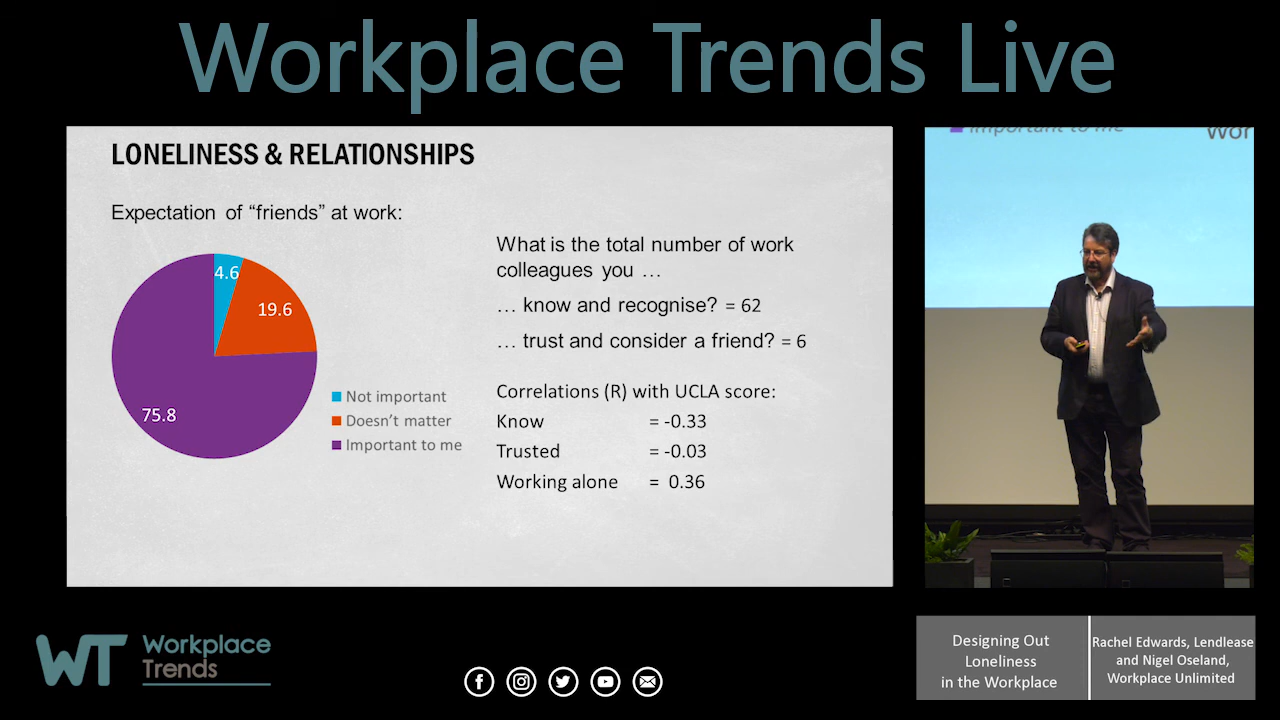 Workplace Trends Live
LONELINESS & RELATIONSHIPS
Expectation of “friends” at work:
4.6
19.6
75.8
Not important
Doesn’t matter
Important to me
What is the total number of work
colleagues you …
… know and recognise? = 62
… trust and consider a friend? = 6
Correlations (R) with UCLA score:
Know = -0.33
Trusted = -0.03
Working alone = 0.36
important to me
Wor
WT Workplace
Trends
Designing Out
Loneliness
in the Workplace
Rachel Edwards, Lendlease
and Nigel Oseland,
Workplace Unlimited